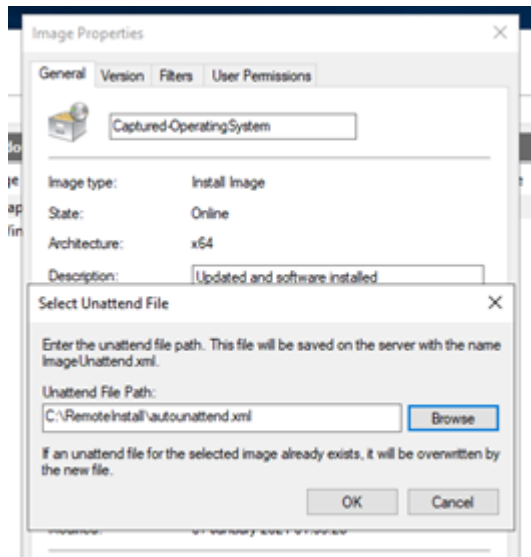 Image Properties
General Version Filters User Permissions
Captured-OperatingSystem
Image type: Install Image
State: Online
Architecture: x64
Description: Updated and software installed
Select Unattend File
Enter the unattend file path. This file will be saved on the server with the name
ImageUnattend.xml.
Unattend File Path:
C:\RemoteInstall\autounattend.xml Browse
If an unattend file for the selected image already exists, it will be overwritten by
the new file.
OK Cancel